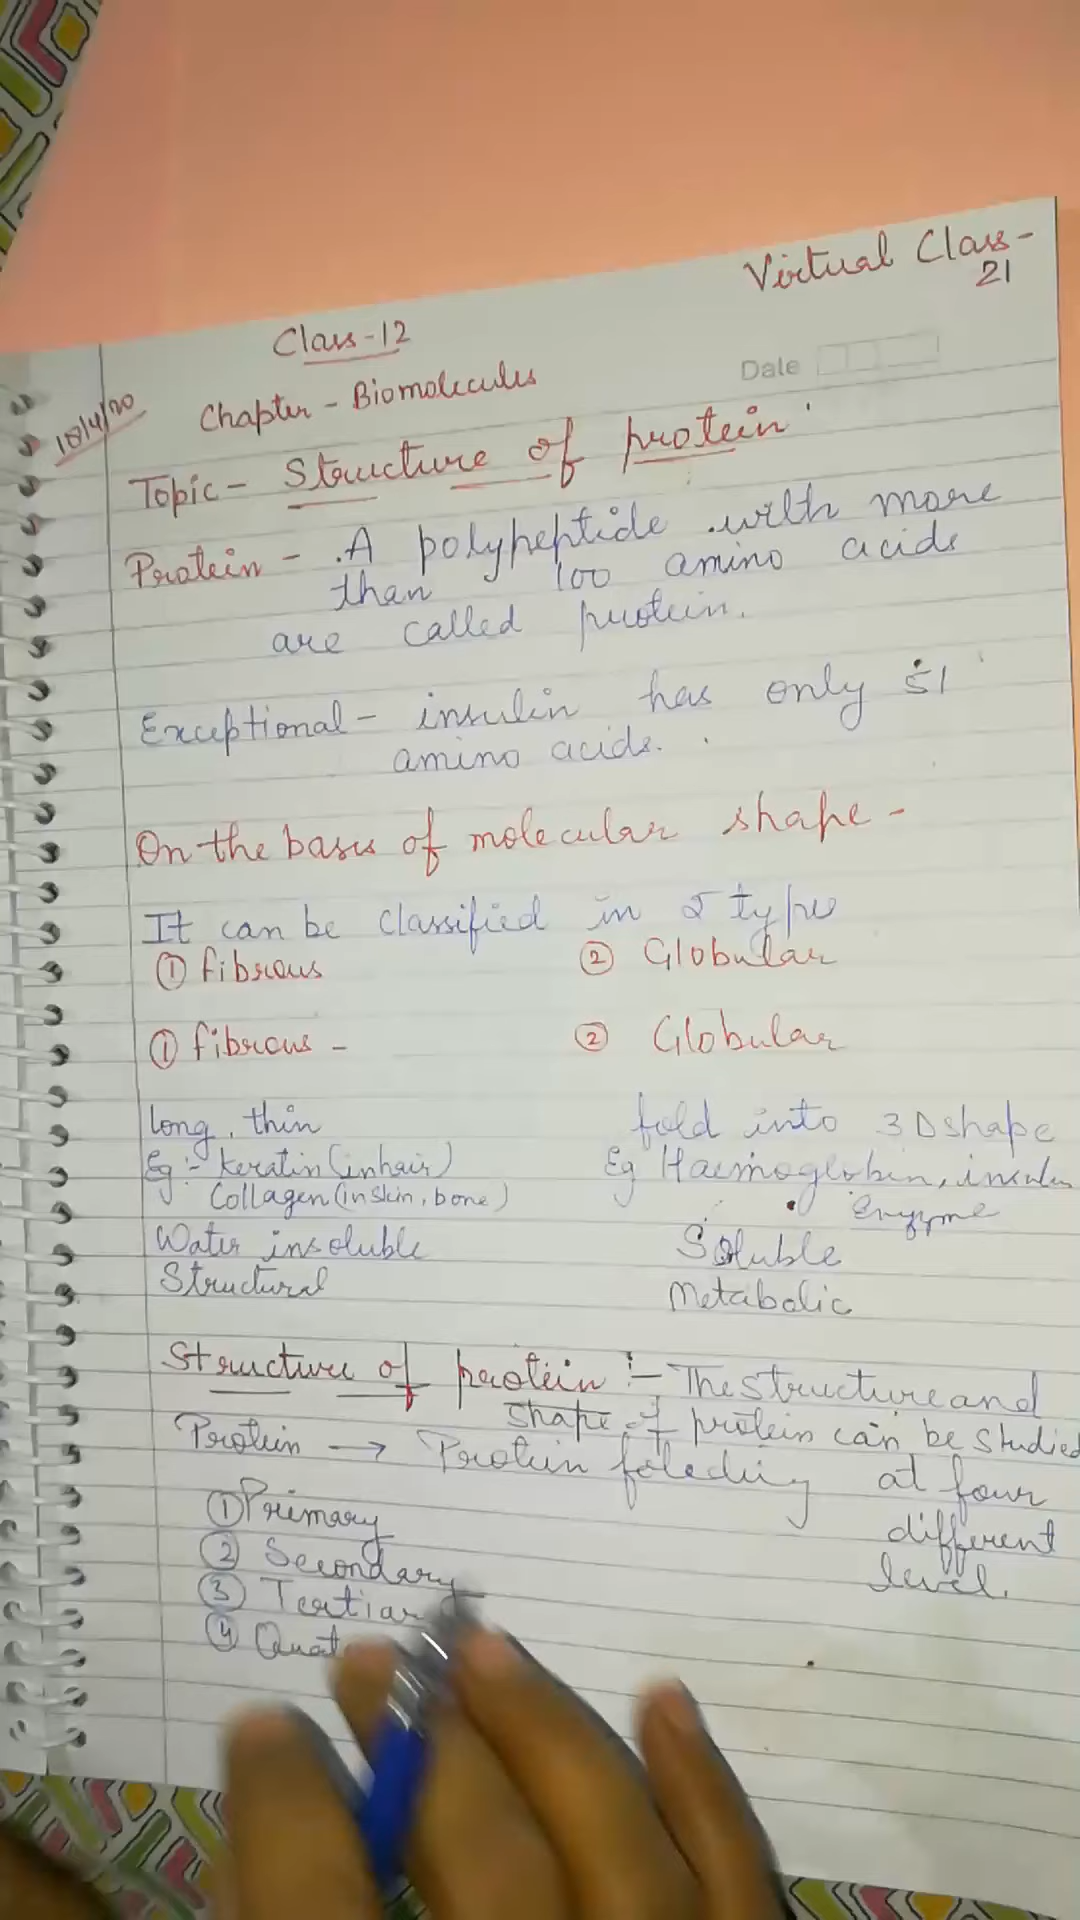 Virtual Class-
21
Class-12
Date
18/4/20
Chapter - Biomolecules
Topic- Structure of protein
Protein - A polypeptide with more
than 100 amino acids
are called protein.
Exceptional - insulin has only 51
amino acids.
On the basis of molecular shape -
It can be classified in 2 types
① fibrous ② Globular
① fibrous - ② Globular
long, thin fold into 3D shape
Eg :- Keratin (in hair) Eg Haemoglobin, insulin
Collagen (in skin, bone) Enzyme
Water insoluble Soluble
Structural Metabolic
Structure of protein :- The structure and
shape of protein can be studied
Protein → Protein folding at four
① Primary different
② Secondary level.
③ Tertiar
④ Quat